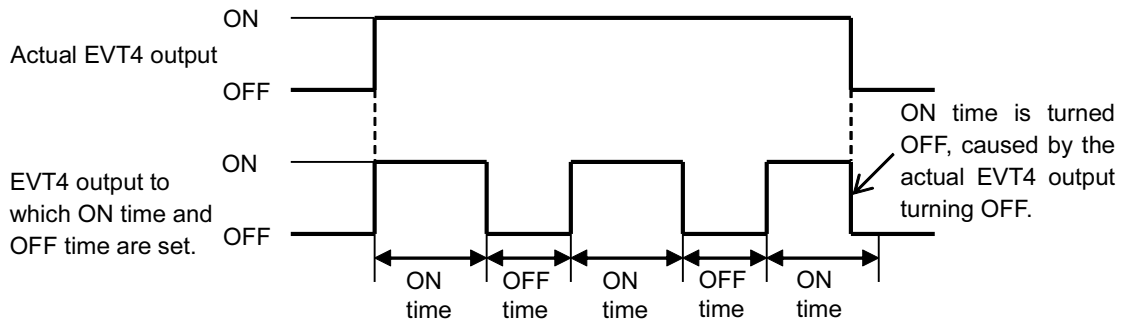 ON
Actual EVT4 output
OFF
ON time is turned
OFF, caused by the
actual EVT4 output
turning OFF.
ON
EVT4 output to
which ON time and
OFF time are set.
OFF
ON
time
OFF
time
ON
time
OFF
time
ON
time